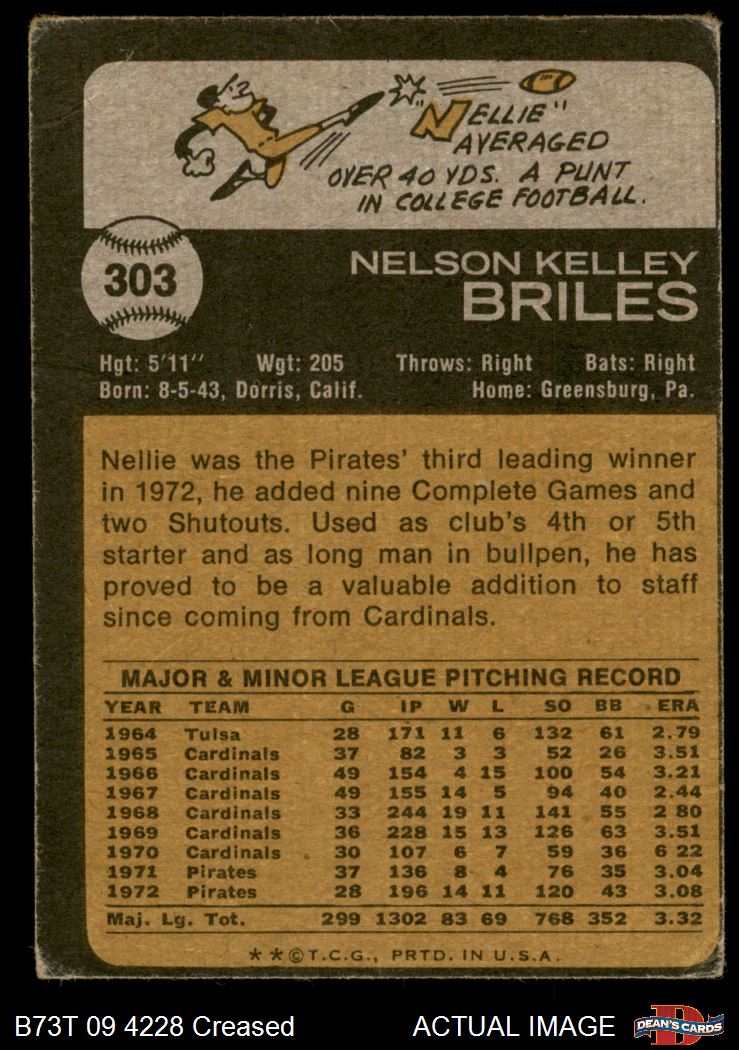 "NELLIE"
AVERAGED
OVER 40 YDS. A PUNT
IN COLLEGE FOOTBALL.
303
NELSON KELLEY
BRILES
Hgt: 5'11" Wgt: 205 Throws: Right Bats: Right
Born: 8-5-43, Dorris, Calif. Home: Greensburg, Pa.
Nellie was the Pirates' third leading winner
in 1972, he added nine Complete Games and
two Shutouts. Used as club's 4th or 5th
starter and as long man in bullpen, he has
proved to be a valuable addition to staff
since coming from Cardinals.
MAJOR & MINOR LEAGUE PITCHING RECORD
YEAR TEAM G IP W L SO BB ERA
1964 Tulsa 28 171 11 6 132 61 2.79
1965 Cardinals 37 82 3 3 52 26 3.51
1966 Cardinals 49 154 4 15 100 54 3.21
1967 Cardinals 49 155 14 5 94 40 2.44
1968 Cardinals 33 244 19 11 141 55 2 80
1969 Cardinals 36 228 15 13 126 63 3.51
1970 Cardinals 30 107 6 7 59 36 6 22
1971 Pirates 37 136 8 4 76 35 3.04
1972 Pirates 28 196 14 11 120 43 3.08
Maj. Lg. Tot. 299 1302 83 69 768 352 3.32
**©T.C.G., PRTD. IN U.S.A.
B73T 09 4228 Creased ACTUAL IMAGE DEAN'S CARDS